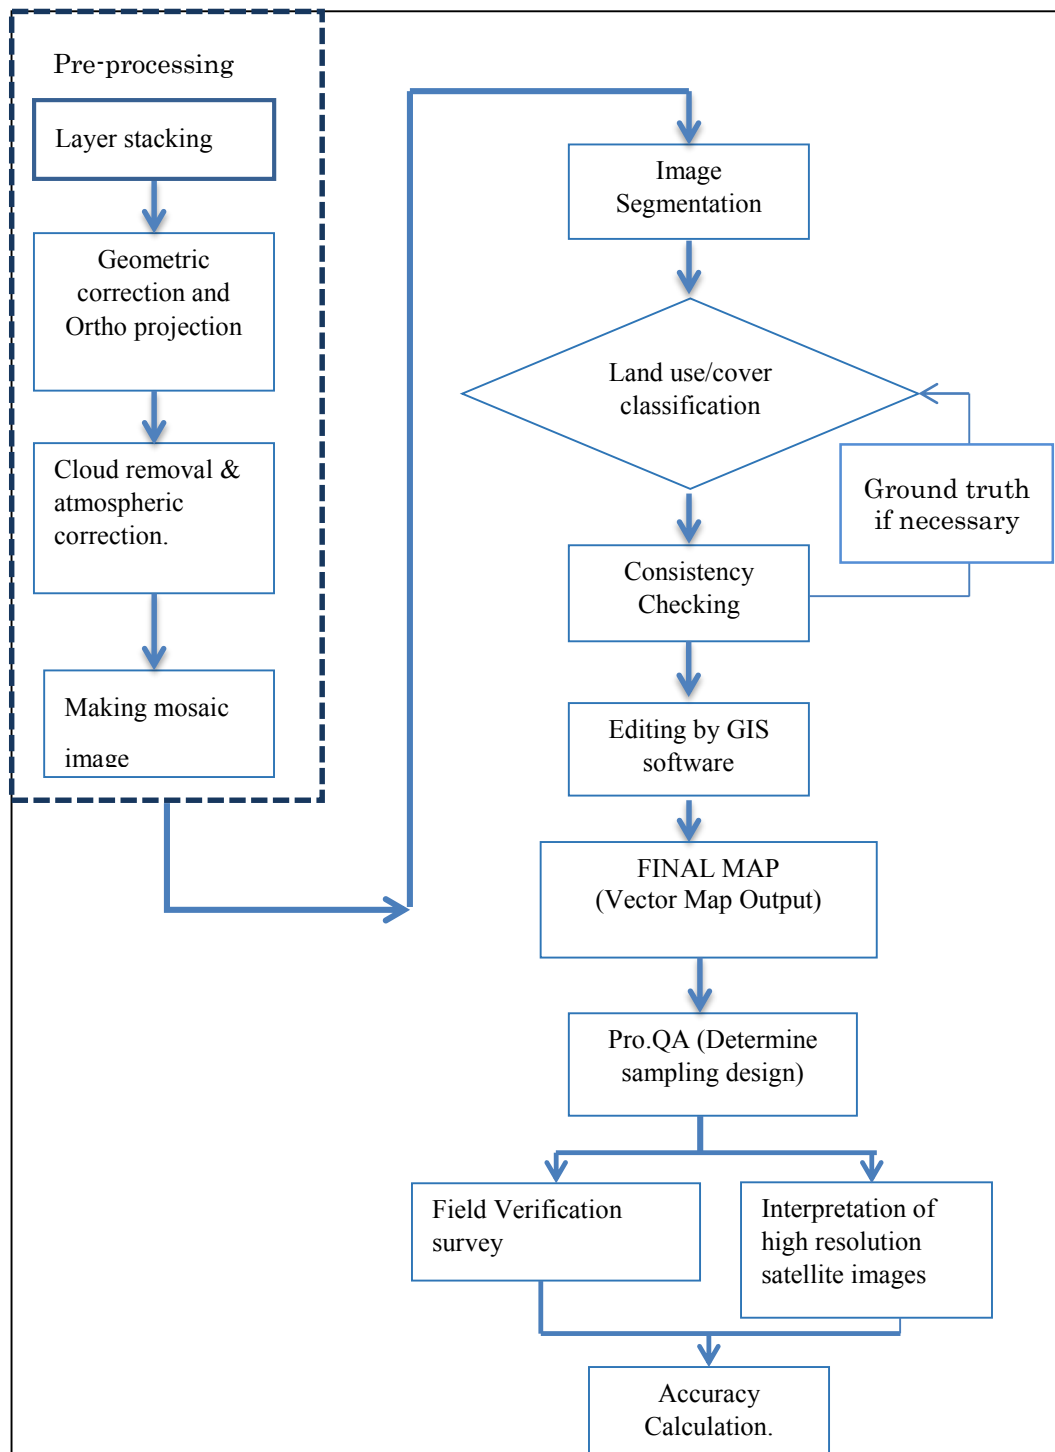 Pre-processing
Layer stacking
Geometric
correction and
Ortho projection
Cloud removal &
atmospheric
correction.
Making mosaic
image
Image
Segmentation
Land use/cover
classification
Ground truth
if necessary
Consistency
Checking
Editing by GIS
software
FINAL MAP
(Vector Map Output)
Pro.QA (Determine
sampling design)
Field Verification
survey
Interpretation of
high resolution
satellite images
Accuracy
Calculation.